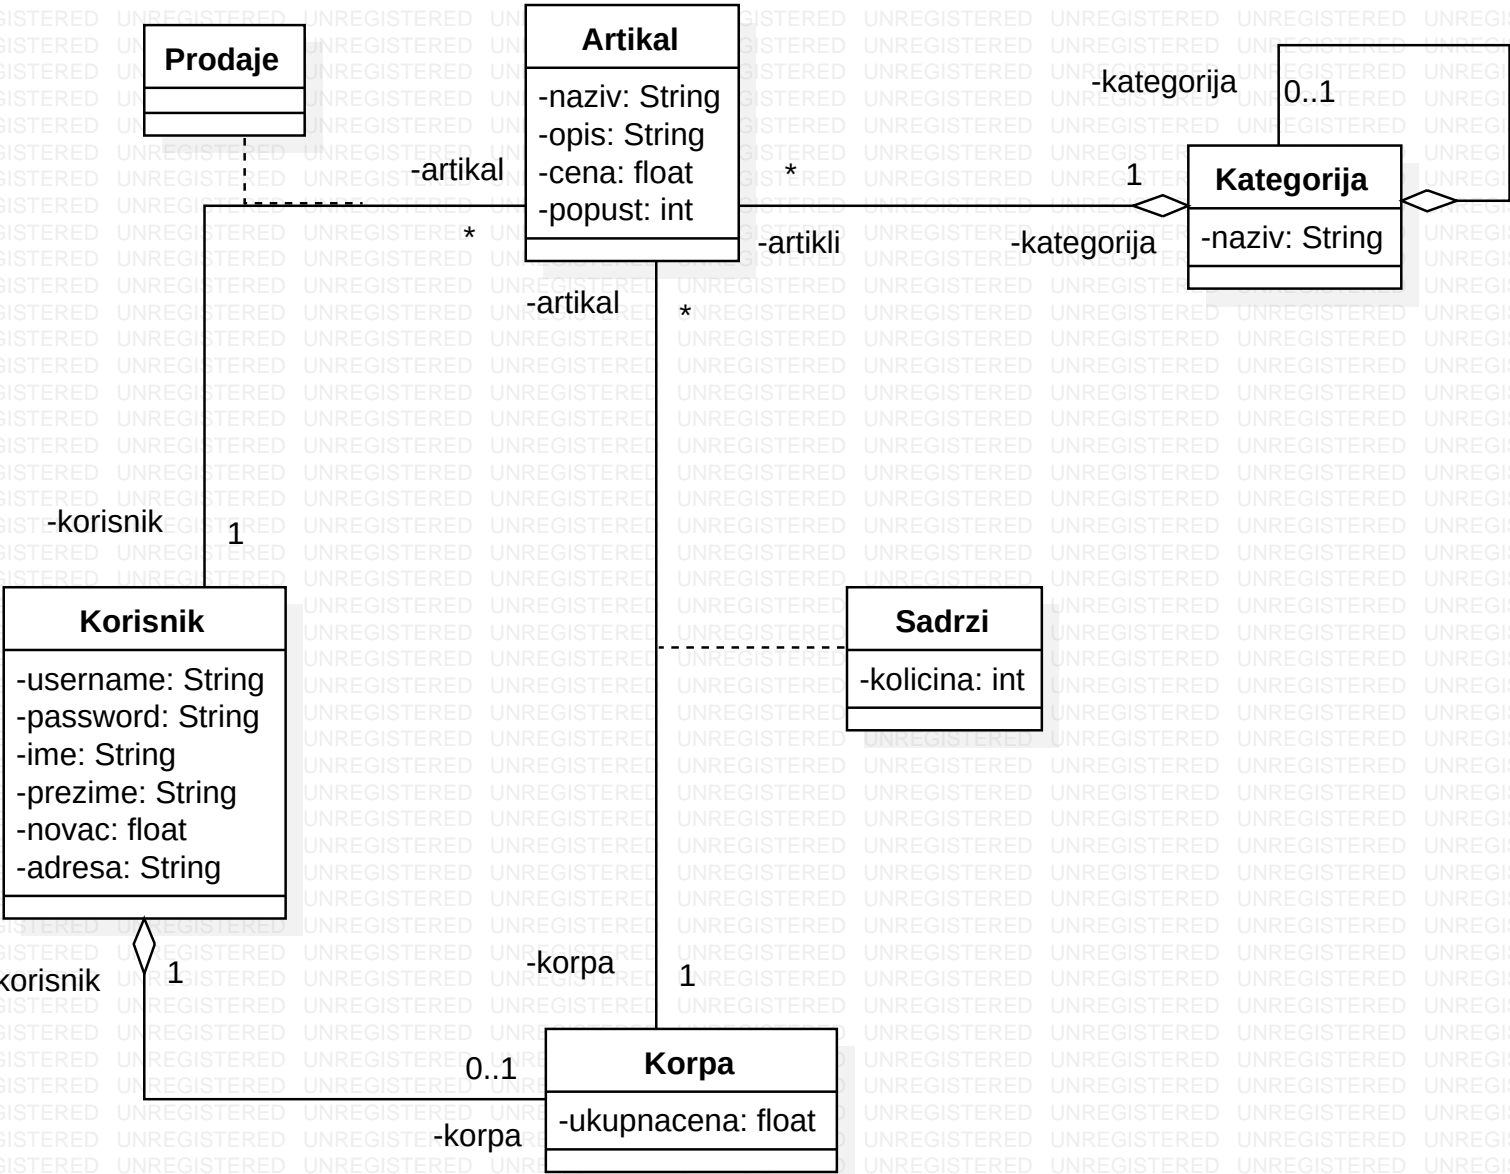 Prodaje
Artikal
-naziv: String
-opis: String
-cena: float
-popust: int
-kategorija
0..1
Kategorija
-naziv: String
-artikal
*
*
-artikli
1
-kategorija
-artikal
*
-korisnik
1
Korisnik
-username: String
-password: String
-ime: String
-prezime: String
-novac: float
-adresa: String
Sadrzi
-kolicina: int
korisnik
1
-korpa
1
0..1
-korpa
Korpa
-ukupnacena: float
UNREGISTERED